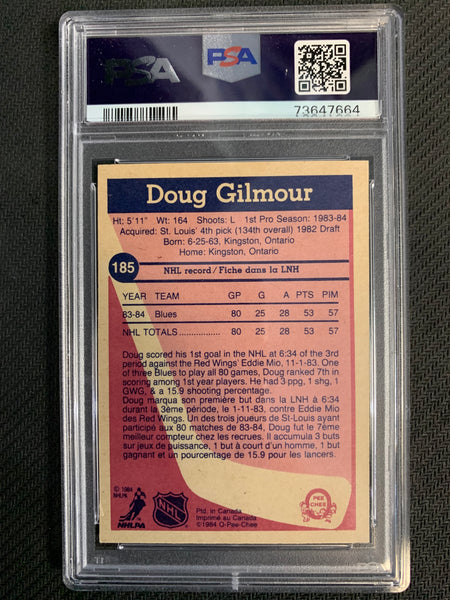 PSA
PSA
73647664
Doug Gilmour
Ht: 5'11" Wt: 164 Shoots: L 1st Pro Season: 1983-84
Acquired: St. Louis' 4th pick (134th overall) 1982 Draft
Born: 6-25-63, Kingston, Ontario
Home: Kingston, Ontario
185
NHL record/Fiche dans la LNH
YEAR TEAM GP G A PTS PIM
83-84 Blues 80 25 28 53 57
NHL TOTALS................ 80 25 28 53 57
Doug scored his 1st goal in the NHL at 6:34 of the 3rd
period against the Red Wings' Eddie Mio, 11-1-83. One
of three Blues to play all 80 games, Doug ranked 7th in
scoring among 1st year players. He had 3 ppg, 1 shg, 1
GWG, & a 15.9 shooting percentage.
Doug marqua son première but dans la LNH à 6:34
durant la 3ème période, le 1-11-83. contre Eddie Mio
des Red Wings. Un des trois joueurs de St-Louis ayant
participé aux 80 matches de 83-84, Doug fut le 7ème
meilleur compteur chez les recrues. Il accumula 3 buts
sur jeux de puissance, 1 but à court d'un homme, 1 but
gagnant et un pourcentage de 15.9 pour les lancers.
© 1984
NHLPA
NHLPA
NHL
Ptd. in Canada
Imprimé au Canada
©1984 O-Pee-Chee
O
PEE
CHEE